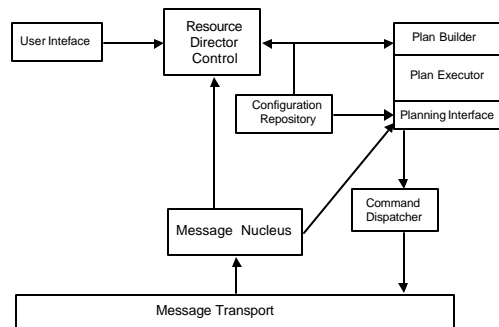 User Inteface
Resource
Director
Control
Plan Builder
Plan Executor
Planning Interface
Configuration
Repository
Command
Dispatcher
Message Nucleus
Message Transport